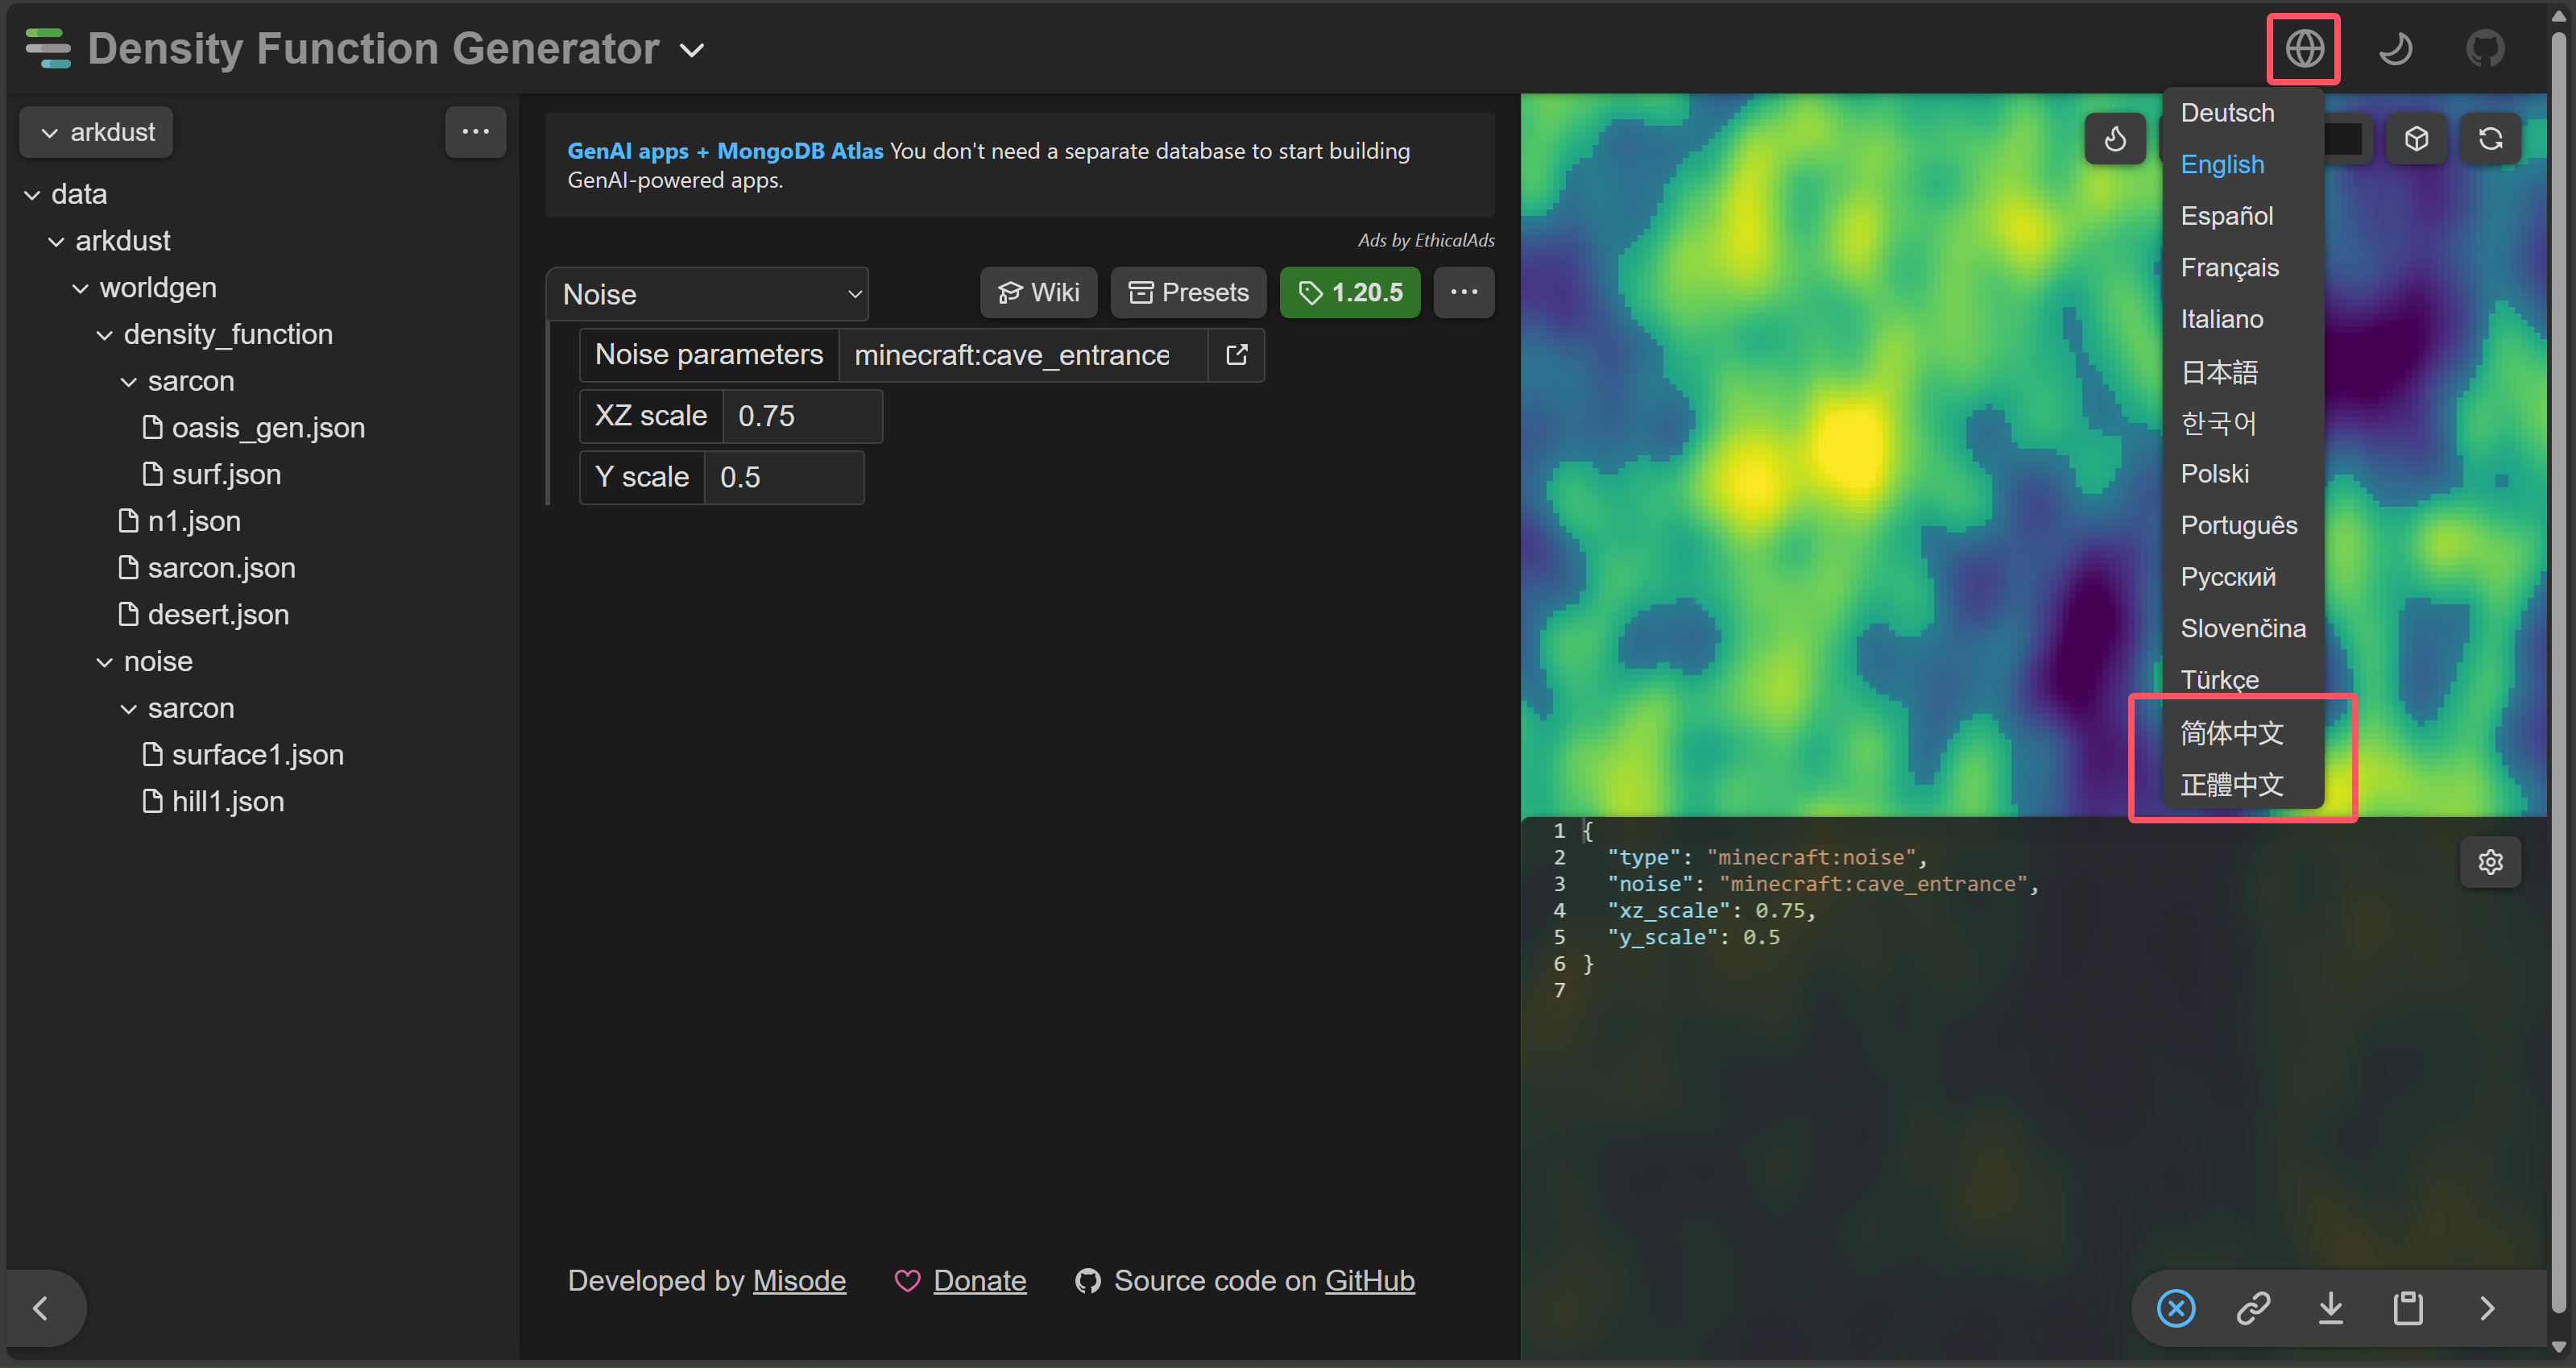 Density Function Generator
arkdust
data
arkdust
worldgen
density_function
sarcon
oasis_gen.json
surf.json
n1.json
sarcon.json
desert.json
noise
sarcon
surface1.json
hill1.json
GenAI apps + MongoDB Atlas You don't need a separate database to start building
GenAI-powered apps.
Ads by EthicalAds
Noise
Wiki
Presets
1.20.5
Noise parameters minecraft:cave_entrance
XZ scale 0.75
Y scale 0.5
Developed by Misode
Donate
Source code on GitHub
Deutsch
English
Español
Français
Italiano
日本語
한국어
Polski
Português
Русский
Slovenčina
Türkçe
简体中文
正體中文
1 {
2 "type": "minecraft:noise",
3 "noise": "minecraft:cave_entrance",
4 "xz_scale": 0.75,
5 "y_scale": 0.5
6 }
7